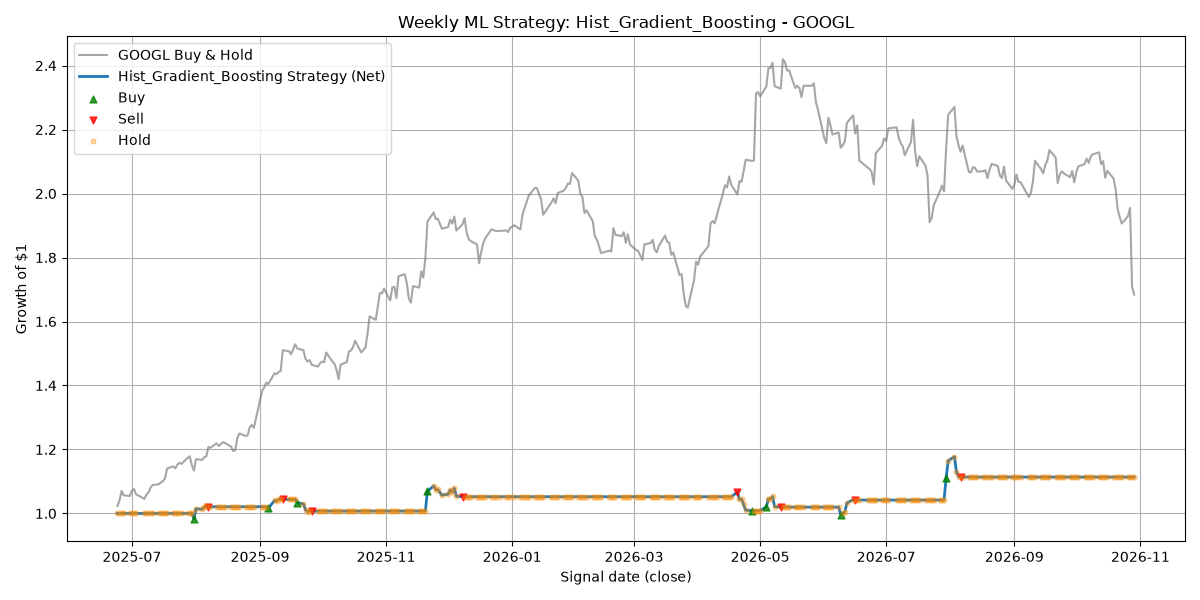 Weekly ML Strategy: Hist_Gradient_Boosting - GOOGL
GOOGL Buy & Hold
Hist_Gradient_Boosting Strategy (Net)
Buy
Sell
Hold
Growth of $1
2.4
2.2
2.0
1.8
1.6
1.4
1.2
1.0
2025-07
2025-09
2025-11
2026-01
2026-03
2026-05
2026-07
2026-09
2026-11
Signal date (close)